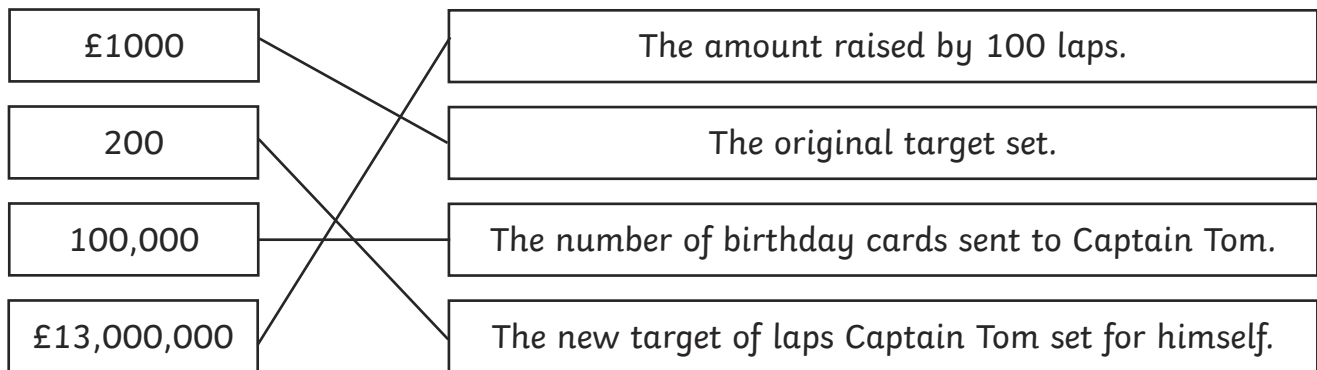 £1000 The amount raised by 100 laps.
200 The original target set.
100,000 The number of birthday cards sent to Captain Tom.
£13,000,000 The new target of laps Captain Tom set for himself.